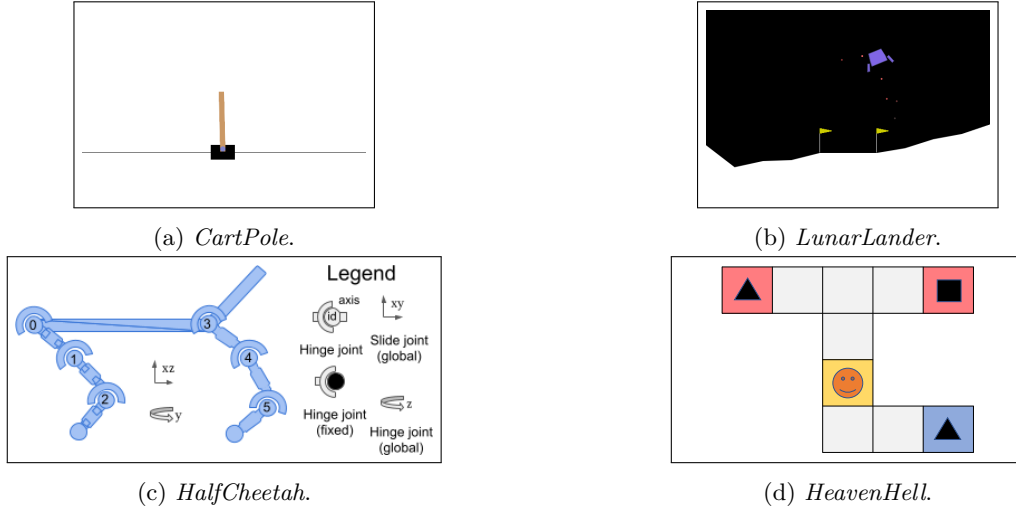 (a) CartPole.
(b) LunarLander.
Legend
axis
id
xy
Hinge joint
Slide joint
(global)
Hinge joint
(fixed)
z
Hinge joint
(global)
0
3
1
4
2
5
xz
y
(c) HalfCheetah.
(d) HeavenHell.